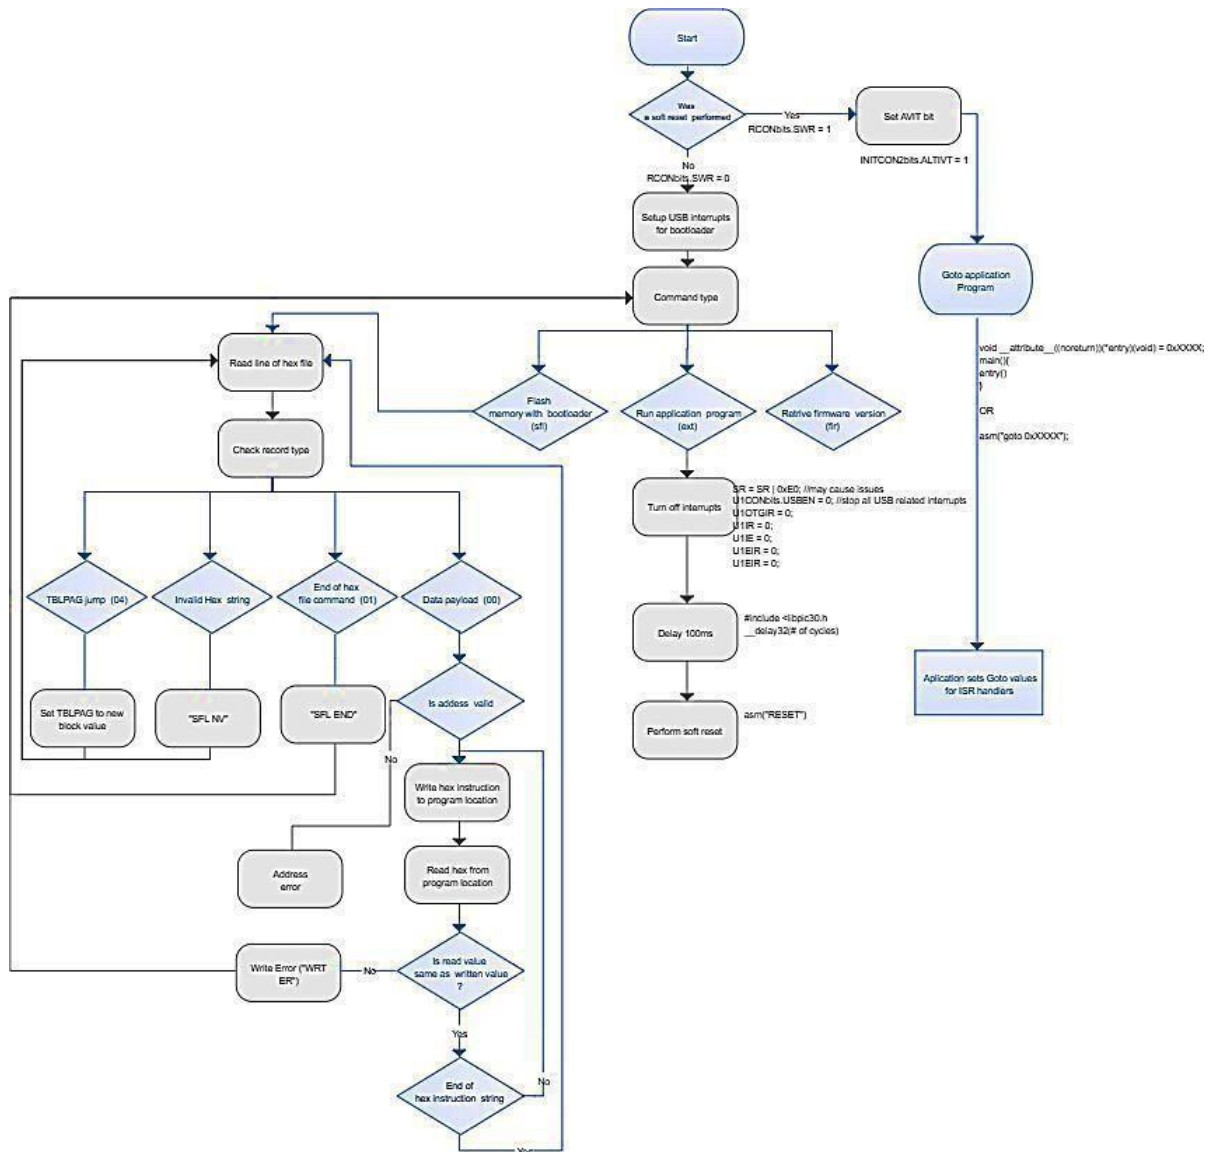 Start
Was
a soft reset performed
Yes
RCONbits.SWR = 1
Set AVIT bit
INITCON2bits.ALTIVT = 1
No
RCONbits.SWR = 0
Setup USB interrupts
for bootloader
Goto application
Program
Command type
void __attribute__((noreturn))(*entry)(void) = 0xXXXX;
main(){
entry()
}
OR
asm("goto 0xXXXX");
Read line of hex file
Flash
memory with bootloader
(sfl)
Run application program
(ext)
Retrive firmware version
(fir)
Check record type
Turn off interrupts
SR = SR | 0xE0; //may cause issues
U1CONbits.USBEN = 0; //stop all USB related interrupts
U1OTGIR = 0;
U1IR = 0;
U1IE = 0;
U1EIR = 0;
U1EIR = 0;
TBLPAG jump (04)
Invalid Hex string
End of hex
file command (01)
Data payload (00)
Delay 100ms
#include <libpic30.h
__delay32(# of cycles)
Set TBLPAG to new
block value
"SFL NV"
"SFL END"
Is addess valid
Aplication sets Goto values
for ISR handlers
Perform soft reset
asm("RESET")
No
Write hex instruction
to program location
Address
error
Read hex from
program location
Write Error ("WRT
ER")
No
Is read value
same as written value
?
Yes
End of
hex instruction string
No
Yes